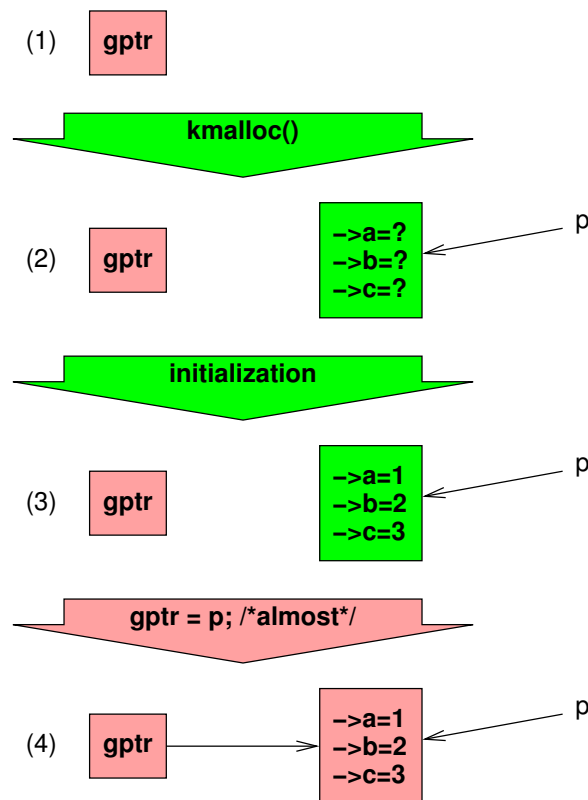 (1) gptr
kmalloc()
(2) gptr
−>a=?
−>b=?
−>c=?
p
initialization
(3) gptr
−>a=1
−>b=2
−>c=3
p
gptr = p; /*almost*/
(4) gptr
−>a=1
−>b=2
−>c=3
p